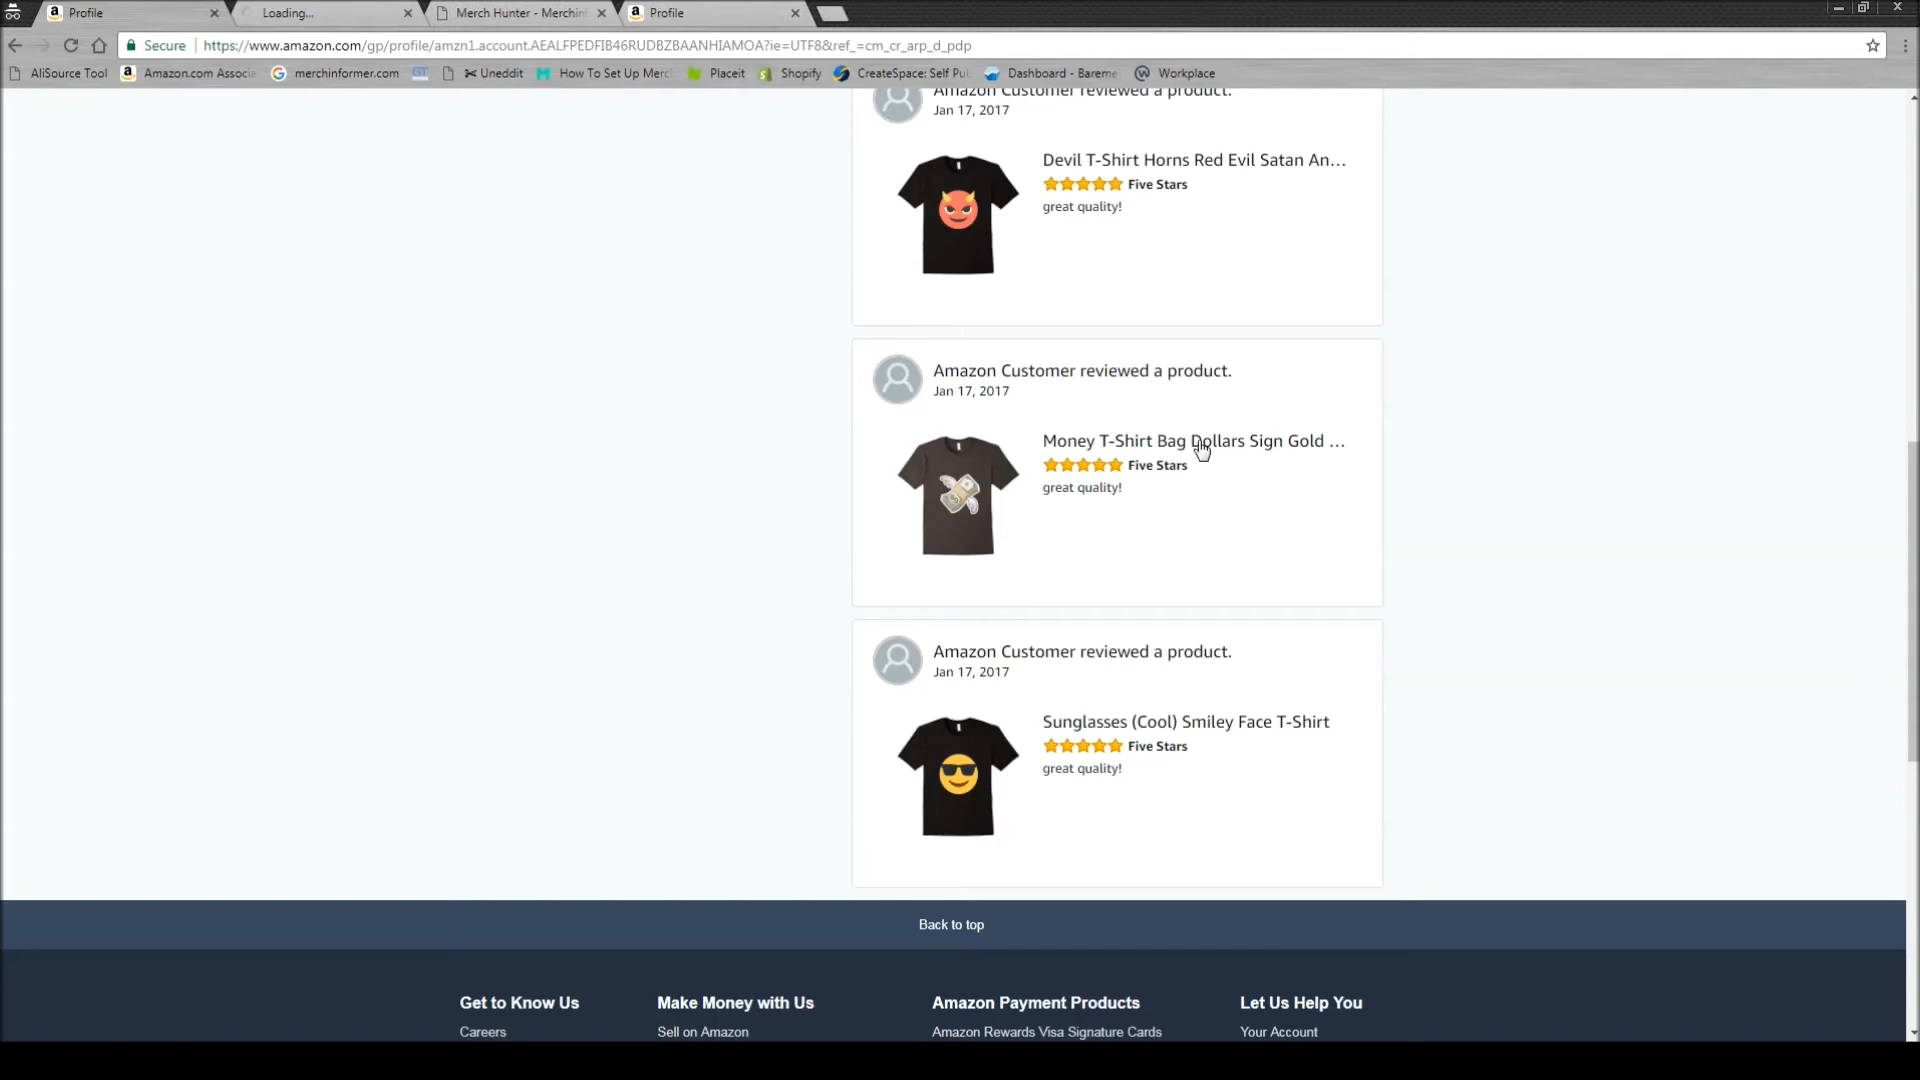 Profile
Loading...
Merch Hunter - Merchin
Profile
Secure
https://www.amazon.com/gp/profile/amzn1.account.AEALFPEDFIB46RUDBZBAANHIAMOA?ie=UTF8&ref_=cm_cr_arp_d_pdp
AliSource Tool
Amazon.com Associa
merchinformer.com
GT
Uneddit
How To Set Up Merc
Placeit
Shopify
CreateSpace: Self Pu
Dashboard - Bareme
Workplace
Amazon Customer reviewed a product.
Jan 17, 2017
Devil T-Shirt Horns Red Evil Satan An...
Five Stars
great quality!
Amazon Customer reviewed a product.
Jan 17, 2017
Money T-Shirt Bag Dollars Sign Gold ...
Five Stars
great quality!
Amazon Customer reviewed a product.
Jan 17, 2017
Sunglasses (Cool) Smiley Face T-Shirt
Five Stars
great quality!
Back to top
Get to Know Us
Make Money with Us
Amazon Payment Products
Let Us Help You
Careers
Sell on Amazon
Amazon Rewards Visa Signature Cards
Your Account